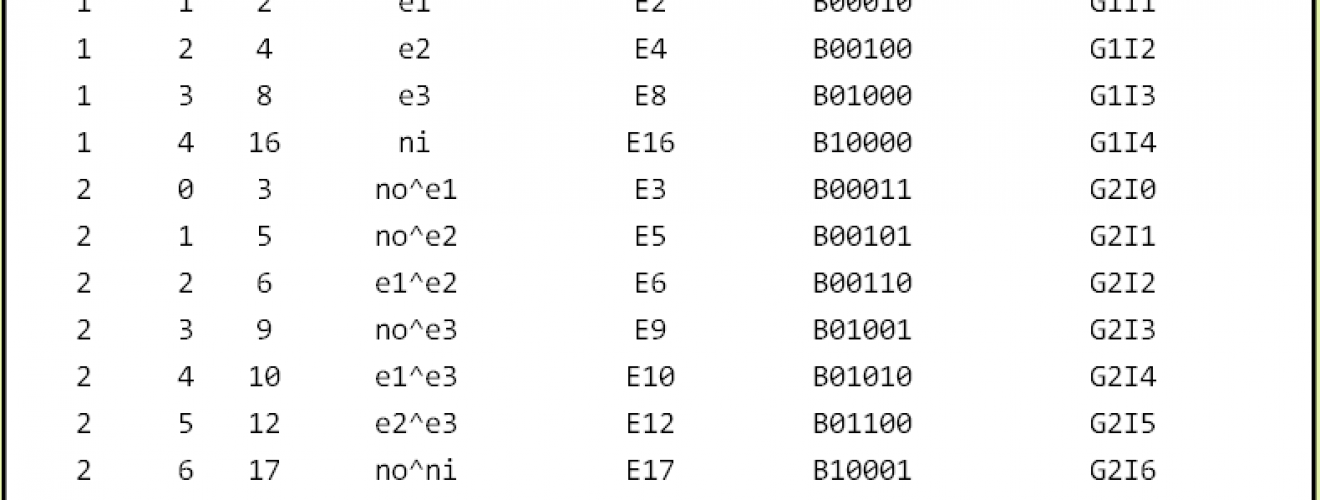 1 1 2 e1 E2 B00010 G1I1
1 2 4 e2 E4 B00100 G1I2
1 3 8 e3 E8 B01000 G1I3
1 4 16 ni E16 B10000 G1I4
2 0 3 no^e1 E3 B00011 G2I0
2 1 5 no^e2 E5 B00101 G2I1
2 2 6 e1^e2 E6 B00110 G2I2
2 3 9 no^e3 E9 B01001 G2I3
2 4 10 e1^e3 E10 B01010 G2I4
2 5 12 e2^e3 E12 B01100 G2I5
2 6 17 no^ni E17 B10001 G2I6